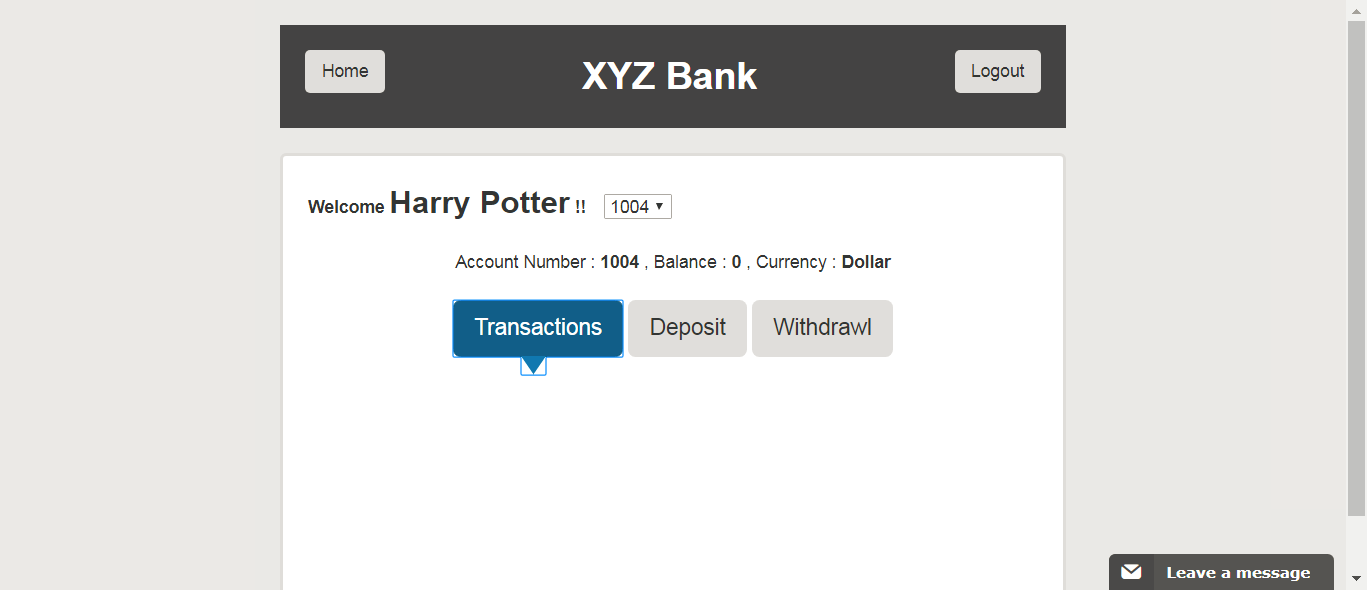 Home XYZ Bank Logout
Welcome Harry Potter !! 1004
Account Number : 1004 , Balance : 0 , Currency : Dollar
Transactions Deposit Withdrawl
Leave a message